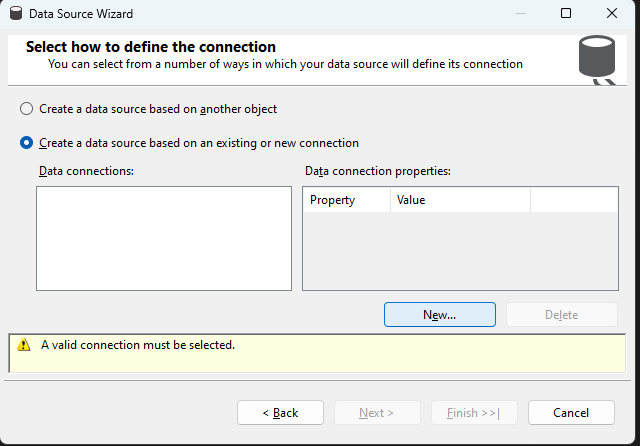 Data Source Wizard
Select how to define the connection
You can select from a number of ways in which your data source will define its connection
Create a data source based on another object
Create a data source based on an existing or new connection
Data connections:
Data connection properties:
Property Value
New... Delete
A valid connection must be selected.
< Back Next > Finish >>| Cancel